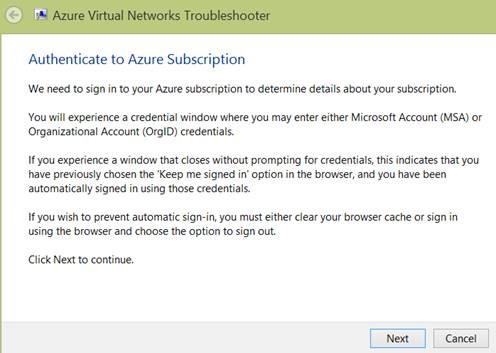 Azure Virtual Networks Troubleshooter
Authenticate to Azure Subscription
We need to sign in to your Azure subscription to determine details about your subscription.
You will experience a credential window where you may enter either Microsoft Account (MSA) or
Organizational Account (OrgID) credentials.
If you experience a window that closes without prompting for credentials, this indicates that you
have previously chosen the 'Keep me signed in' option in the browser, and you have been
automatically signed in using those credentials.
If you wish to prevent automatic sign-in, you must either clear your browser cache or sign in
using the browser and choose the option to sign out.
Click Next to continue.
Next
Cancel